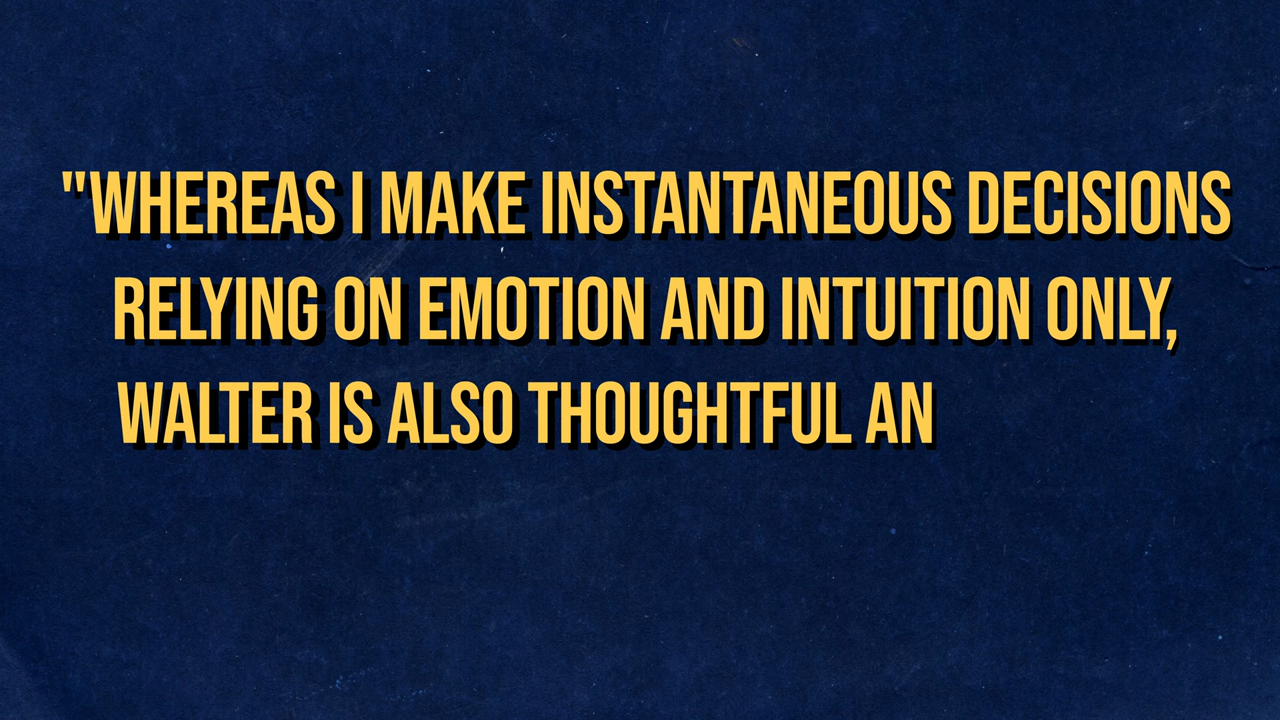 "WHEREAS I MAKE INSTANTANEOUS DECISIONS
RELYING ON EMOTION AND INTUITION ONLY,
WALTER IS ALSO THOUGHTFUL AN